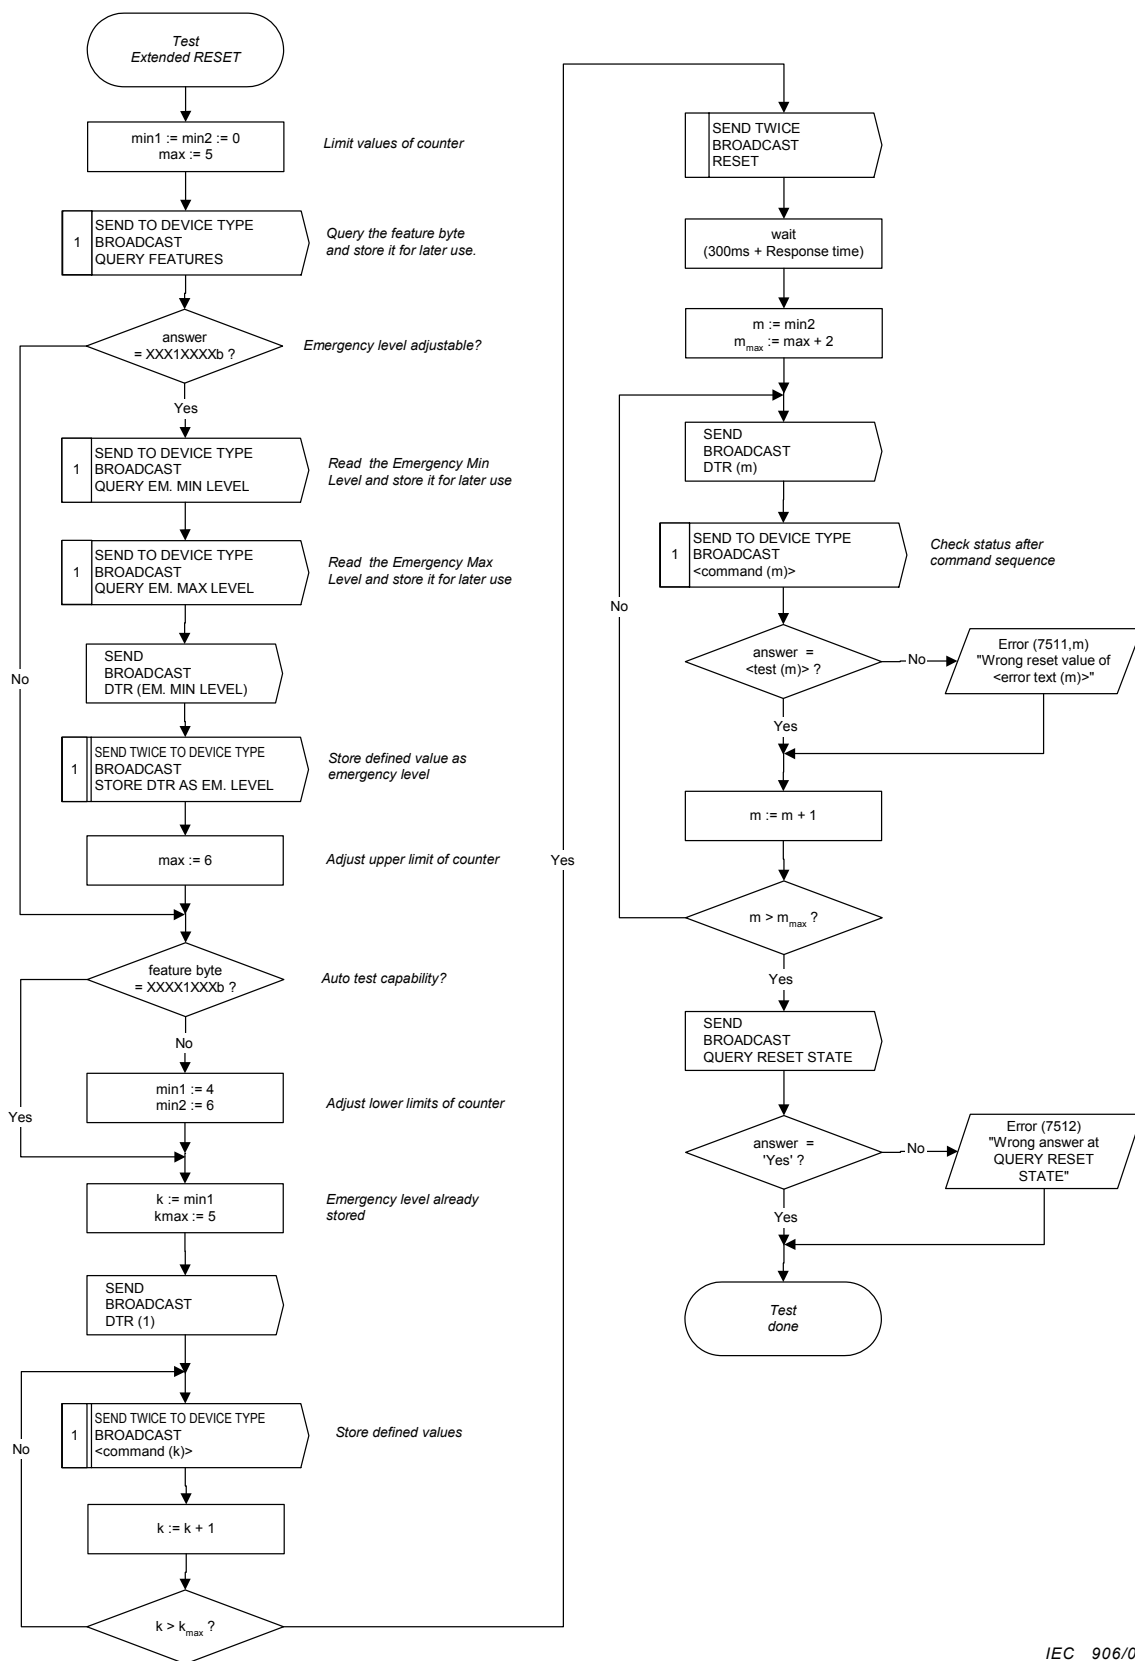 Test
Extended RESET
min1 := min2 := 0
max := 5
Limit values of counter
1
SEND TO DEVICE TYPE
BROADCAST
QUERY FEATURES
Query the feature byte
and store it for later use.
answer
= XXX1XXXXb ?
Emergency level adjustable?
Yes
1
SEND TO DEVICE TYPE
BROADCAST
QUERY EM. MIN LEVEL
Read the Emergency Min
Level and store it for later use
1
SEND TO DEVICE TYPE
BROADCAST
QUERY EM. MAX LEVEL
Read the Emergency Max
Level and store it for later use
No
SEND
BROADCAST
DTR (EM. MIN LEVEL)
1
SEND TWICE TO DEVICE TYPE
BROADCAST
STORE DTR AS EM. LEVEL
Store defined value as
emergency level
max := 6
Adjust upper limit of counter
feature byte
= XXXX1XXXb ?
Auto test capability?
No
min1 := 4
min2 := 6
Adjust lower limits of counter
Yes
k := min1
kmax := 5
Emergency level already
stored
SEND
BROADCAST
DTR (1)
1
SEND TWICE TO DEVICE TYPE
BROADCAST
<command (k)>
Store defined values
No
k := k + 1
k > kmax ?
Yes
SEND TWICE
BROADCAST
RESET
wait
(300ms + Response time)
m := min2
mmax := max + 2
SEND
BROADCAST
DTR (m)
1
SEND TO DEVICE TYPE
BROADCAST
<command (m)>
Check status after
command sequence
No
answer =
<test (m)> ?
No
Error (7511,m)
"Wrong reset value of
<error text (m)>"
Yes
m := m + 1
m > mmax ?
Yes
SEND
BROADCAST
QUERY RESET STATE
answer =
'Yes' ?
No
Error (7512)
"Wrong answer at
QUERY RESET
STATE"
Yes
Test
done
IEC 906/0